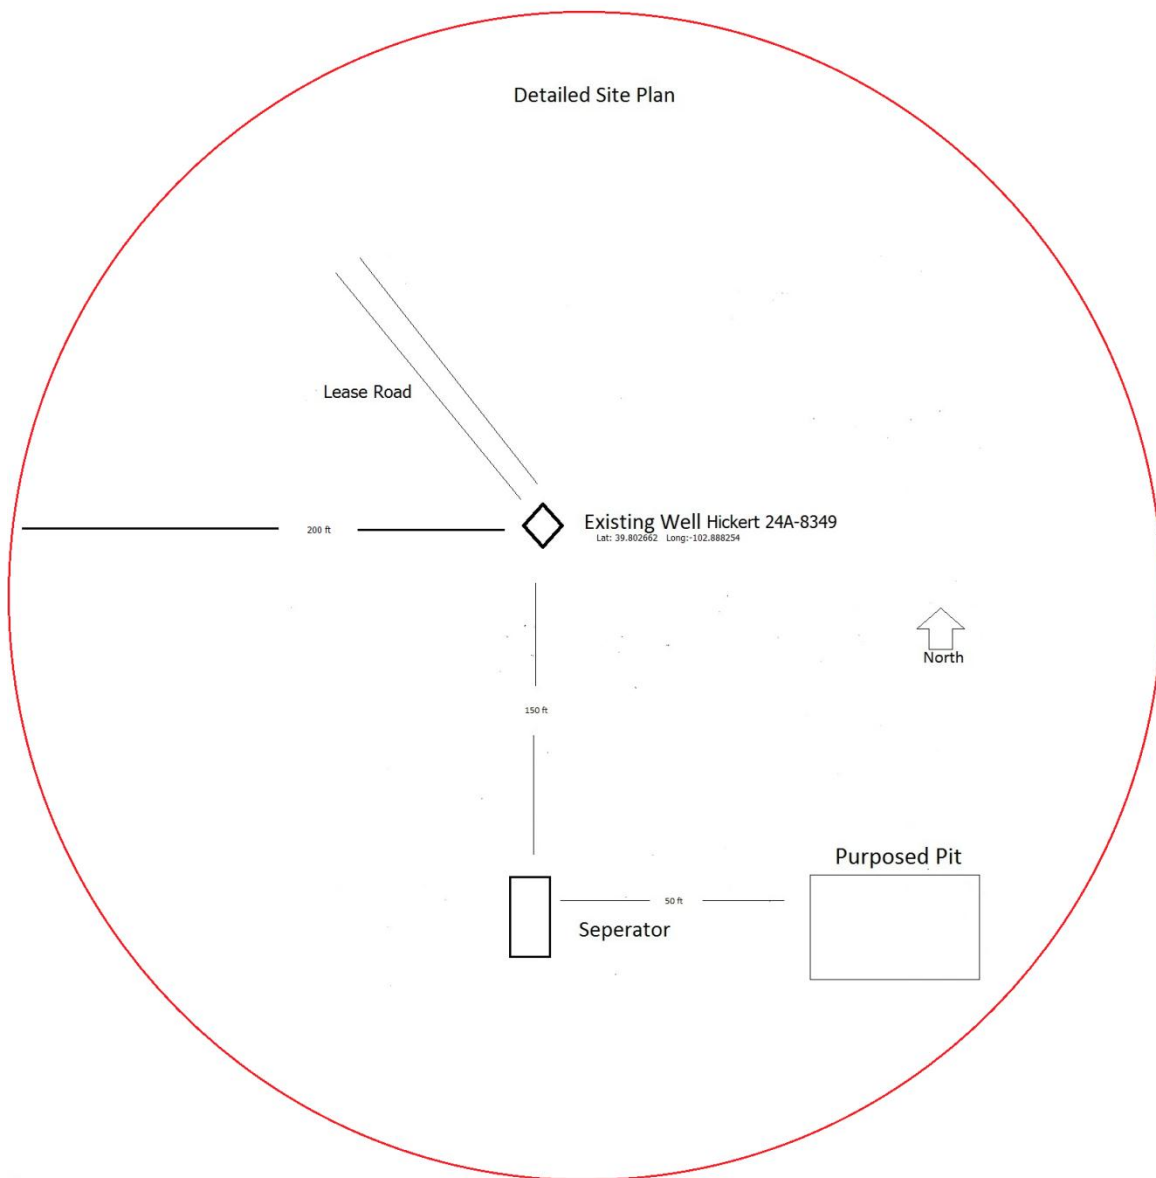 Detailed Site Plan
Lease Road
200 ft
Existing Well Hickert 24A-8349
Lat: 39.802662 Long:-102.888254
North
150 ft
Purposed Pit
50 ft
Seperator